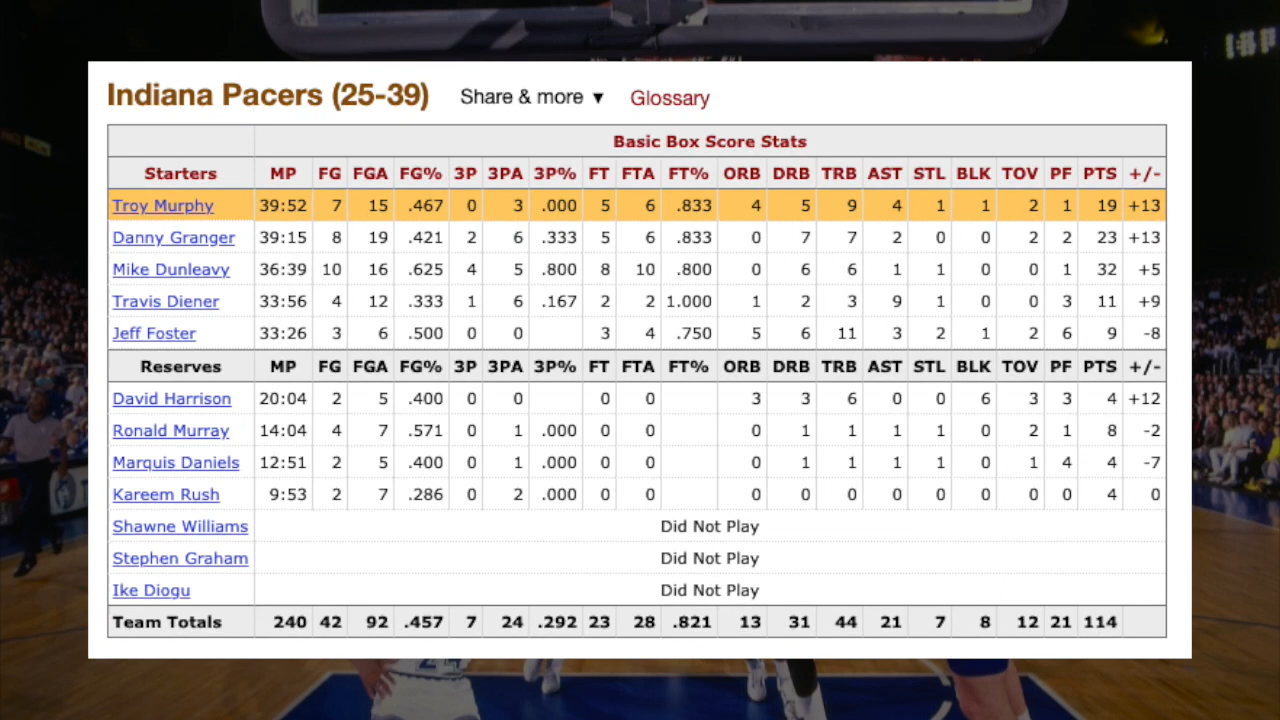 Indiana Pacers (25-39) Share & more ▼ Glossary
Basic Box Score Stats
Starters MP FG FGA FG% 3P 3PA 3P% FT FTA FT% ORB DRB TRB AST STL BLK TOV PF PTS +/-
Troy Murphy 39:52 7 15 .467 0 3 .000 5 6 .833 4 5 9 4 1 1 2 1 19 +13
Danny Granger 39:15 8 19 .421 2 6 .333 5 6 .833 0 7 7 2 0 0 2 2 23 +13
Mike Dunleavy 36:39 10 16 .625 4 5 .800 8 10 .800 0 6 6 1 1 0 0 1 32 +5
Travis Diener 33:56 4 12 .333 1 6 .167 2 2 1.000 1 2 3 9 1 0 0 3 11 +9
Jeff Foster 33:26 3 6 .500 0 0 3 4 .750 5 6 11 3 2 1 2 6 9 -8
Reserves MP FG FGA FG% 3P 3PA 3P% FT FTA FT% ORB DRB TRB AST STL BLK TOV PF PTS +/-
David Harrison 20:04 2 5 .400 0 0 0 0 3 3 6 0 0 6 3 3 4 +12
Ronald Murray 14:04 4 7 .571 0 1 .000 0 0 0 1 1 1 1 0 2 1 8 -2
Marquis Daniels 12:51 2 5 .400 0 1 .000 0 0 0 1 1 1 1 0 1 4 4 -7
Kareem Rush 9:53 2 7 .286 0 2 .000 0 0 0 0 0 0 0 0 0 0 4 0
Shawne Williams Did Not Play
Stephen Graham Did Not Play
Ike Diogu Did Not Play
Team Totals 240 42 92 .457 7 24 .292 23 28 .821 13 31 44 21 7 8 12 21 114